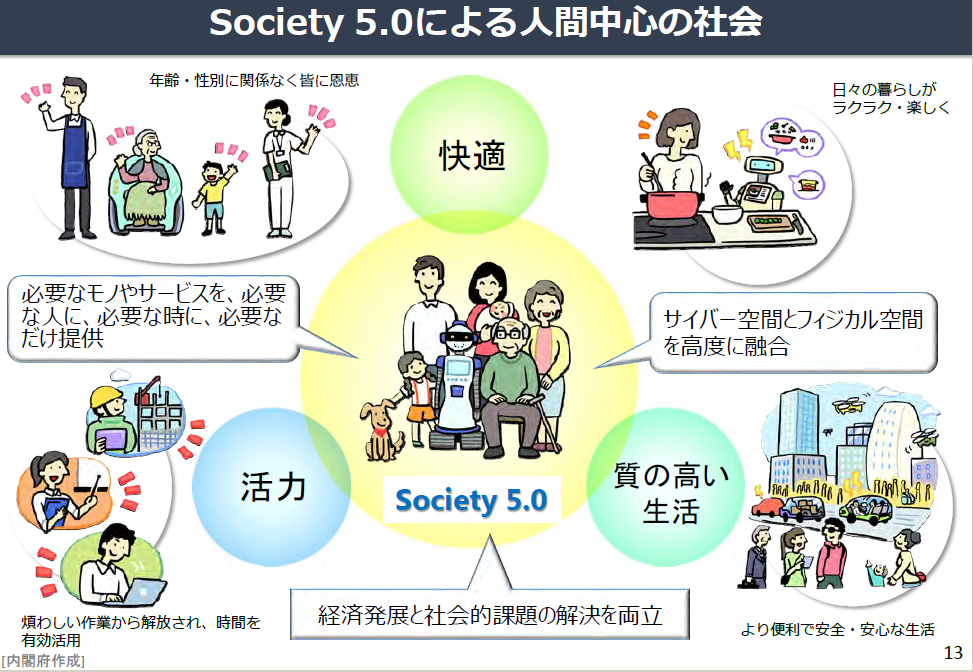 Society 5.0による人間中心の社会
年齢・性別に関係なく皆に恩恵
日々の暮らしが
ラクラク・楽しく
快適
必要なモノやサービスを、必要
な人に、必要な時に、必要な
だけ提供
サイバー空間とフィジカル空間
を高度に融合
活力
質の高い
生活
Society 5.0
経済発展と社会的課題の解決を両立
煩わしい作業から解放され、時間を
有効活用
より便利で安全・安心な生活
[内閣府作成]
13